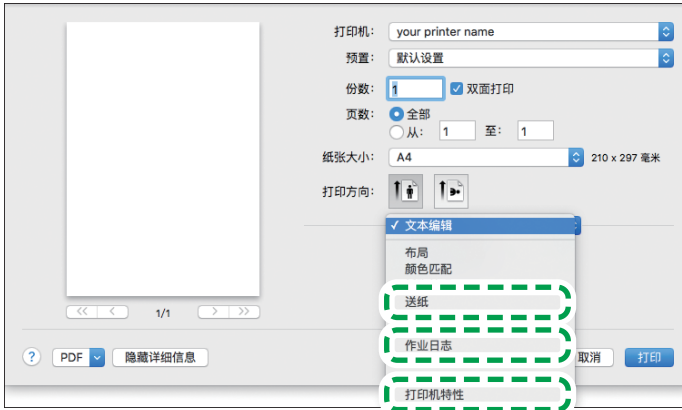 打印机： your printer name
预置： 默认设置
份数： 1 双面打印
页数： 全部
从： 1 至： 1
纸张大小： A4 210 x 297 毫米
打印方向：
✓ 文本编辑
布局
颜色匹配
送纸
作业日志
打印机特性
<< < 1/1 > >>
? PDF 隐藏详细信息 取消 打印